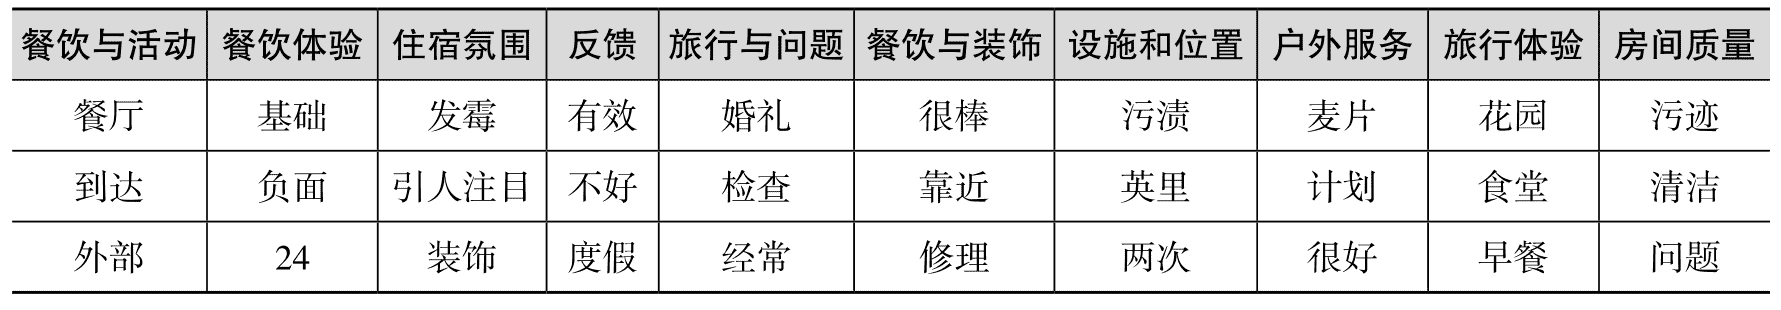 餐饮与活动 餐饮体验 住宿氛围 反馈 旅行与问题 餐饮与装饰 设施和位置 户外服务 旅行体验 房间质量
餐厅 基础 发霉 有效 婚礼 很棒 污渍 麦片 花园 污迹
到达 负面 引人注目 不好 检查 靠近 英里 计划 食堂 清洁
外部 24 装饰 度假 经常 修理 两次 很好 早餐 问题